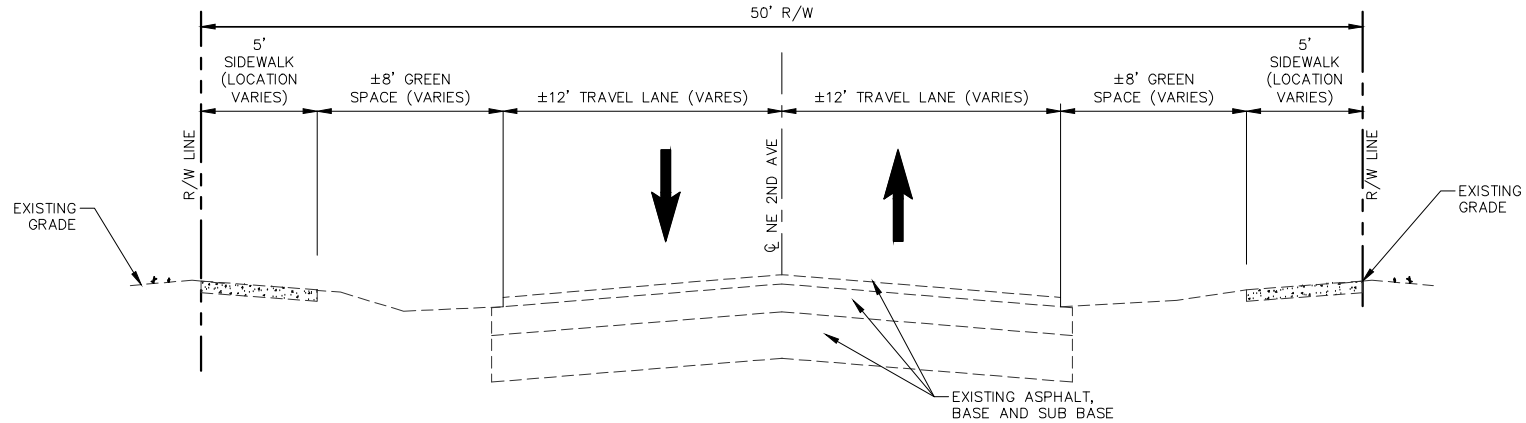 50' R/W
5'
SIDEWALK
(LOCATION
VARIES)
±8' GREEN
SPACE (VARIES)
±12' TRAVEL LANE (VARES)
±12' TRAVEL LANE (VARIES)
±8' GREEN
SPACE (VARIES)
5'
SIDEWALK
(LOCATION
VARIES)
R/W LINE
℄ NE 2ND AVE
R/W LINE
EXISTING
GRADE
EXISTING
GRADE
EXISTING ASPHALT,
BASE AND SUB BASE